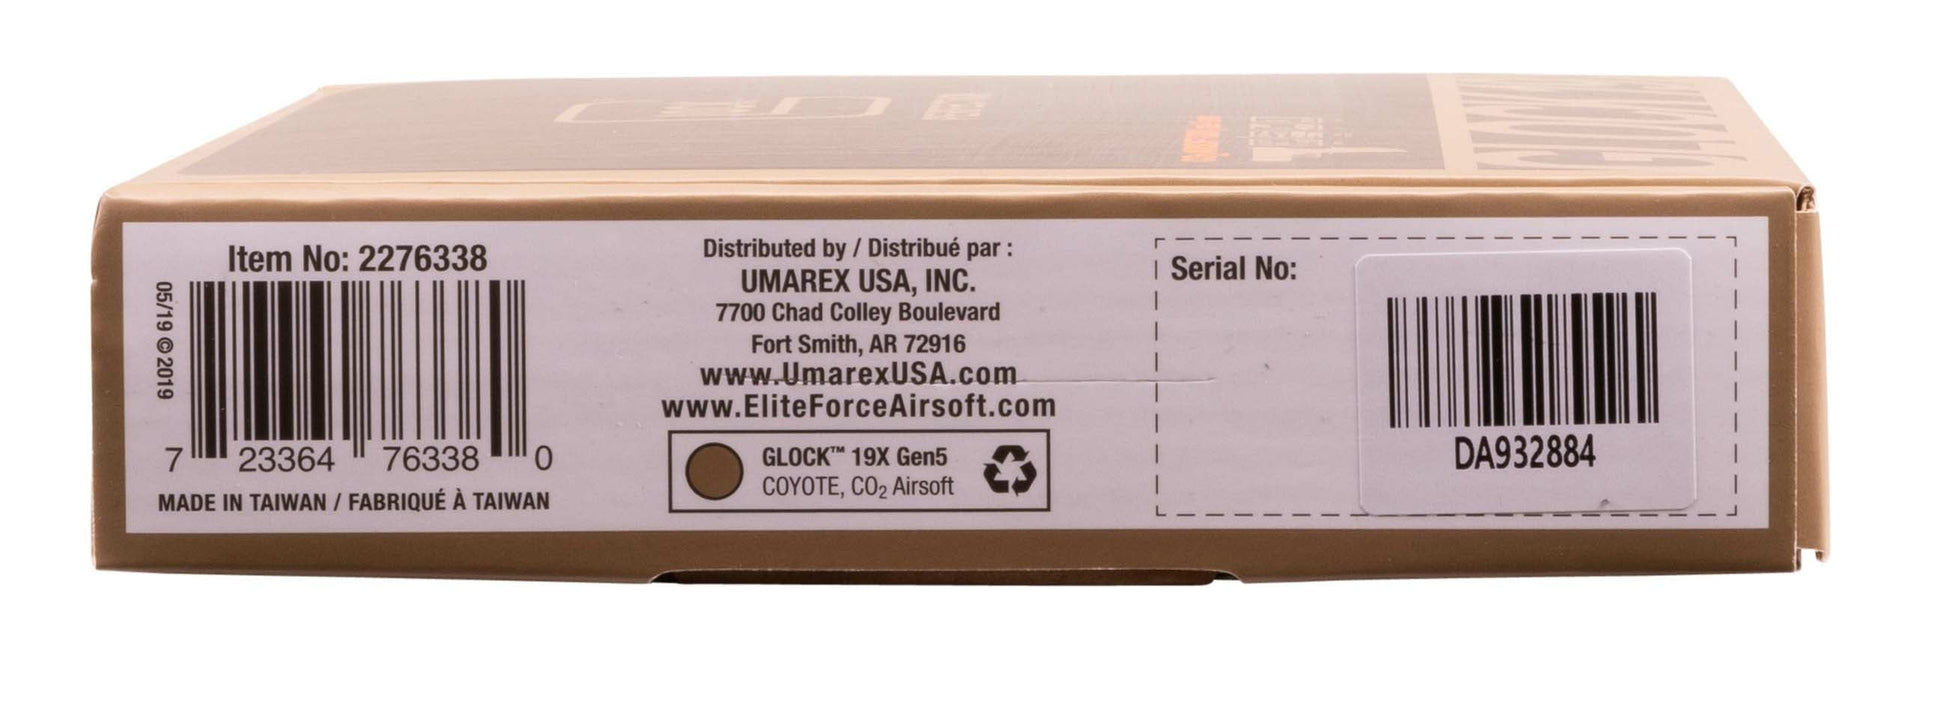 Item No: 2276338
05/19 © 2019
7 23364 76338 0
MADE IN TAIWAN / FABRIQUÉ À TAIWAN
Distributed by / Distribué par :
UMAREX USA, INC.
7700 Chad Colley Boulevard
Fort Smith, AR 72916
www.UmarexUSA.com
www.EliteForceAirsoft.com
GLOCK™ 19X Gen5
COYOTE, CO₂ Airsoft
Serial No:
DA932884